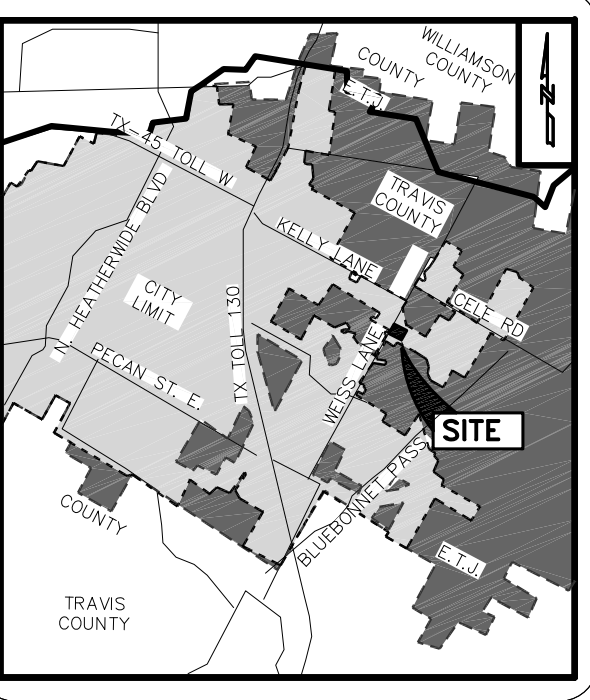 WILLIAMSON
COUNTY
COUNTY
E.T.J.
N
TX-45 TOLL W
TRAVIS
COUNTY
N. HEATHERWIDE BLVD
KELLY LANE
CITY
LIMIT
TX TOLL 130
CELE RD
WEISS LANE
PECAN ST. E.
SITE
BLUEBONNET PASS
COUNTY
E.T.J.
TRAVIS
COUNTY